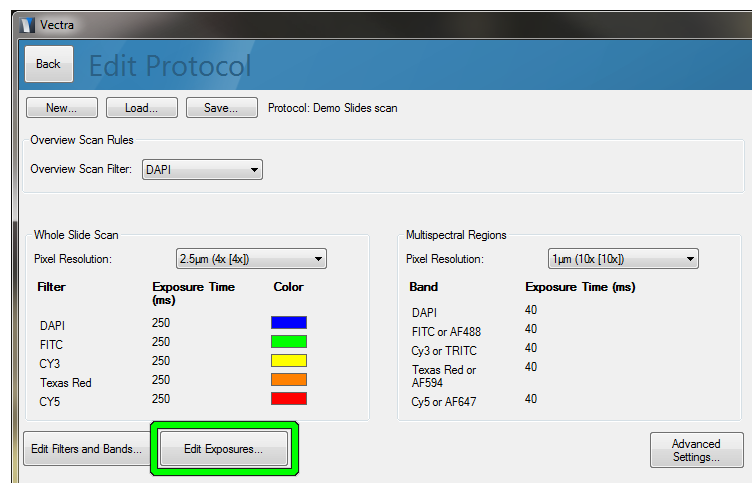 Vectra
Back
Edit Protocol
New...
Load...
Save...
Protocol: Demo Slides scan
Overview Scan Rules
Overview Scan Filter:
DAPI
Whole Slide Scan
Pixel Resolution:
2.5µm (4x [4x])
Filter
Exposure Time
(ms)
Color
DAPI
250
FITC
250
CY3
250
Texas Red
250
CY5
250
Multispectral Regions
Pixel Resolution:
1µm (10x [10x])
Band
Exposure Time (ms)
DAPI
40
FITC or AF488
40
Cy3 or TRITC
40
Texas Red or
AF594
40
Cy5 or AF647
40
Edit Filters and Bands...
Edit Exposures...
Advanced
Settings...